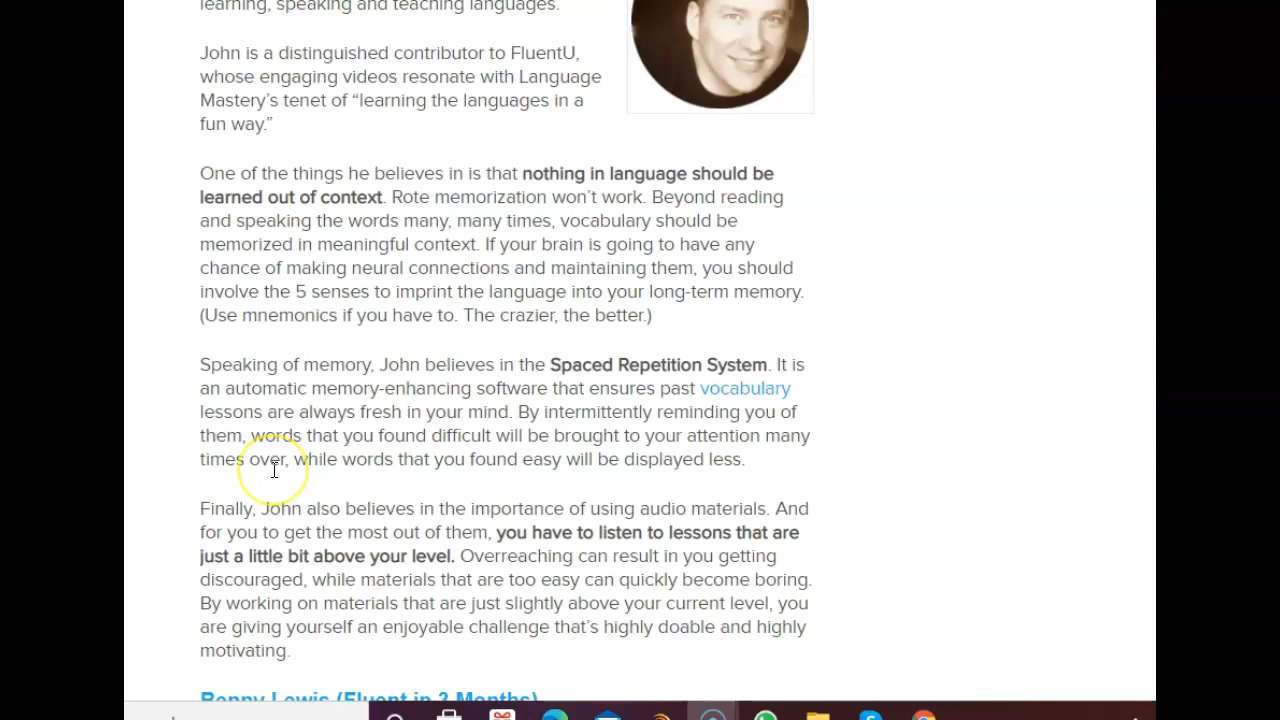 learning, speaking and teaching languages.
John is a distinguished contributor to FluentU,
whose engaging videos resonate with Language
Mastery’s tenet of “learning the languages in a
fun way.”
One of the things he believes in is that nothing in language should be
learned out of context. Rote memorization won’t work. Beyond reading
and speaking the words many, many times, vocabulary should be
memorized in meaningful context. If your brain is going to have any
chance of making neural connections and maintaining them, you should
involve the 5 senses to imprint the language into your long-term memory.
(Use mnemonics if you have to. The crazier, the better.)
Speaking of memory, John believes in the Spaced Repetition System. It is
an automatic memory-enhancing software that ensures past vocabulary
lessons are always fresh in your mind. By intermittently reminding you of
them, words that you found difficult will be brought to your attention many
times over, while words that you found easy will be displayed less.
Finally, John also believes in the importance of using audio materials. And
for you to get the most out of them, you have to listen to lessons that are
just a little bit above your level. Overreaching can result in you getting
discouraged, while materials that are too easy can quickly become boring.
By working on materials that are just slightly above your current level, you
are giving yourself an enjoyable challenge that’s highly doable and highly
motivating.
Benny Lewis (Fluent in 3 Months)